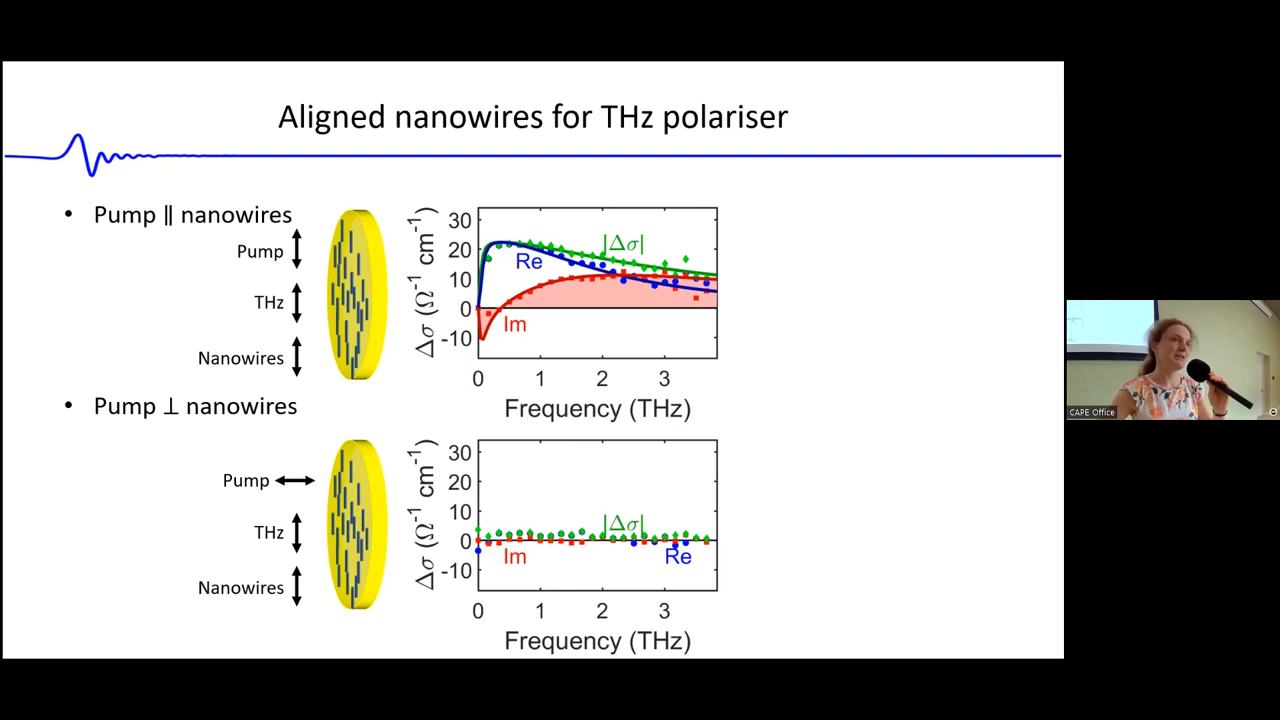 Aligned nanowires for THz polariser
• Pump ∥ nanowires
Pump
THz
Nanowires
Δσ (Ω⁻¹ cm⁻¹)
30
20
10
0
-10
|Δσ|
Re
Im
0 1 2 3
Frequency (THz)
• Pump ⊥ nanowires
Pump
THz
Nanowires
Δσ (Ω⁻¹ cm⁻¹)
30
20
10
0
-10
|Δσ|
Im
Re
0 1 2 3
Frequency (THz)
CAPE Office